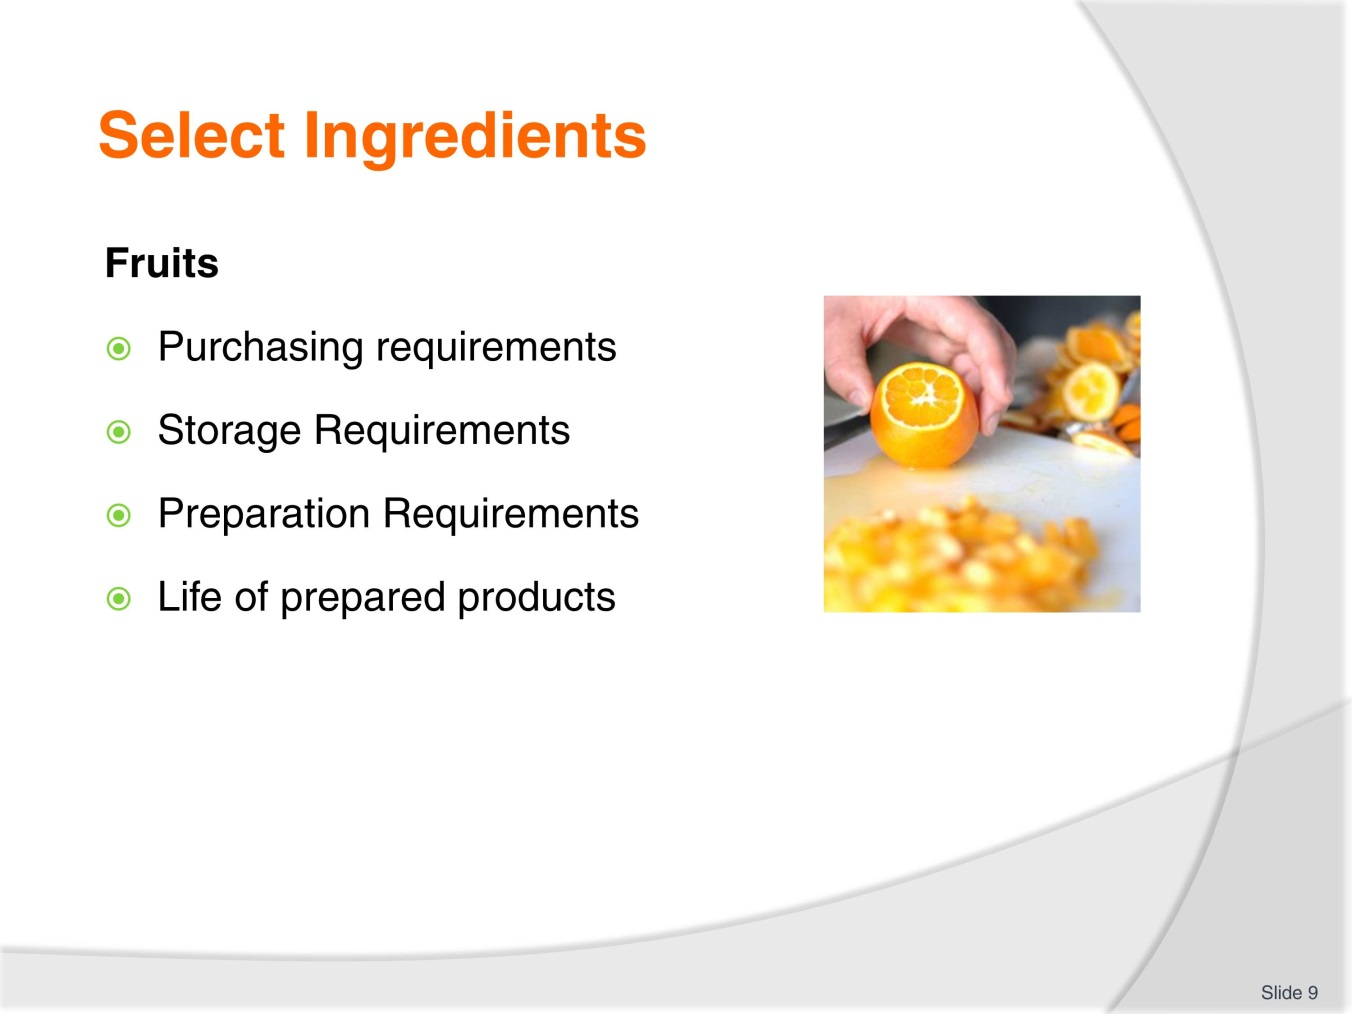 Select Ingredients
Fruits
Purchasing requirements
Storage Requirements
Preparation Requirements
Life of prepared products
Slide 9